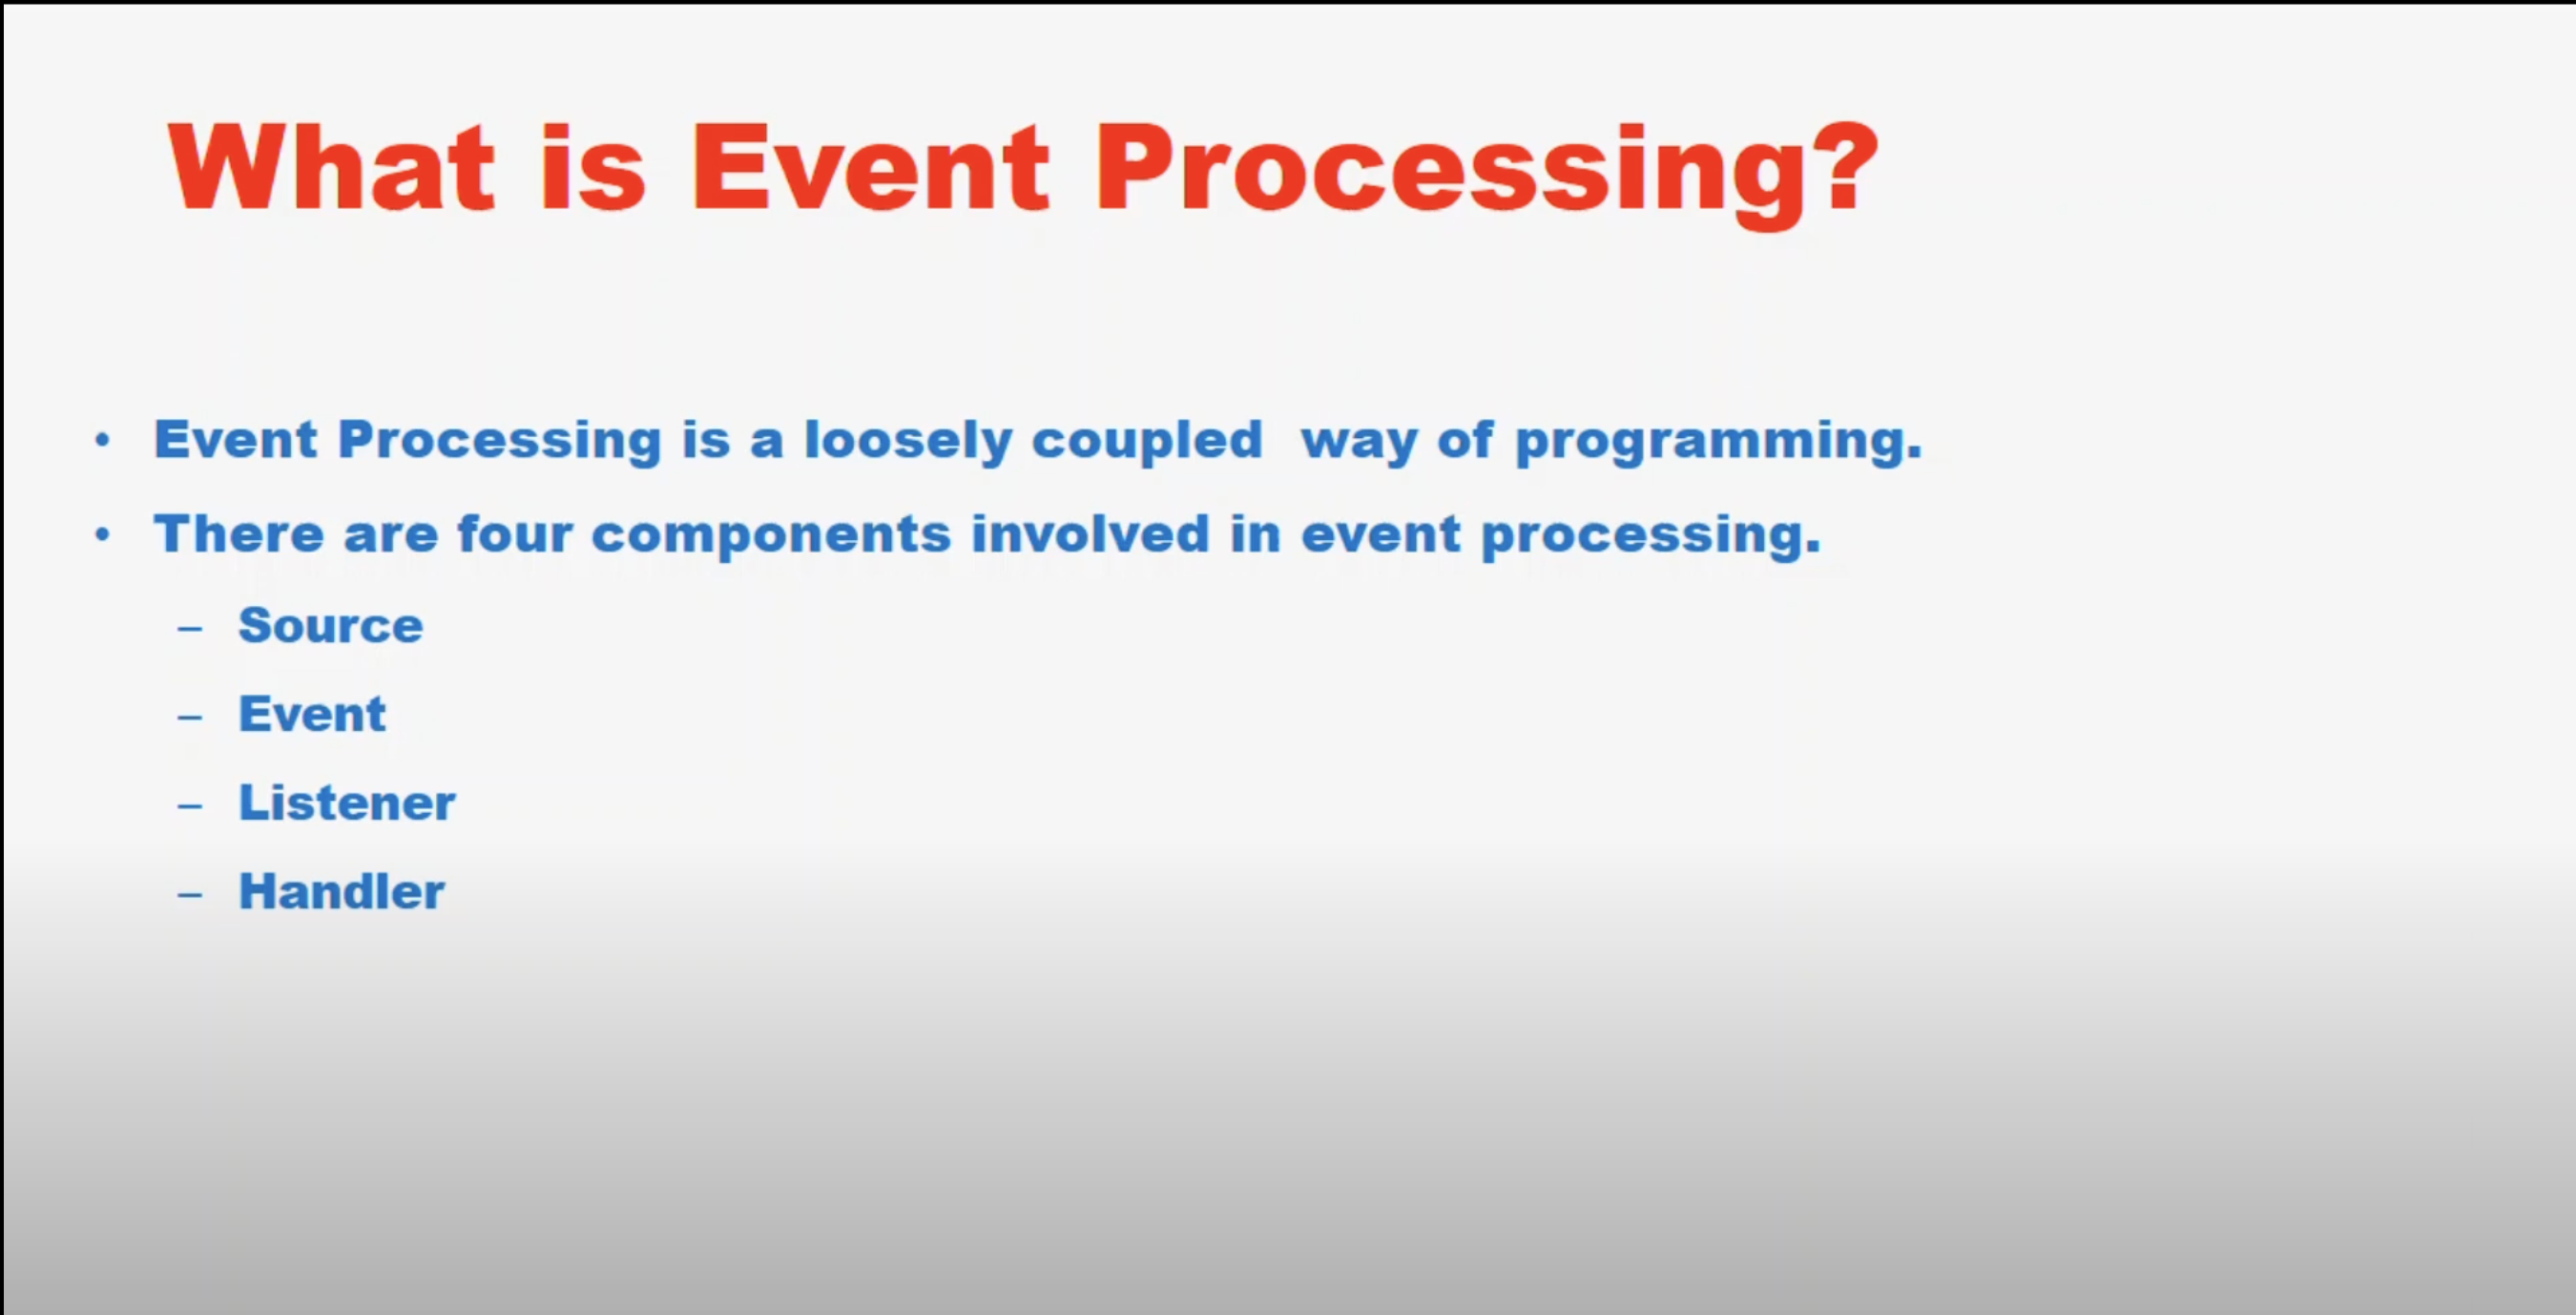 What is Event Processing?
• Event Processing is a loosely coupled  way of programming.
• There are four components involved in event processing.
– Source
– Event
– Listener
– Handler